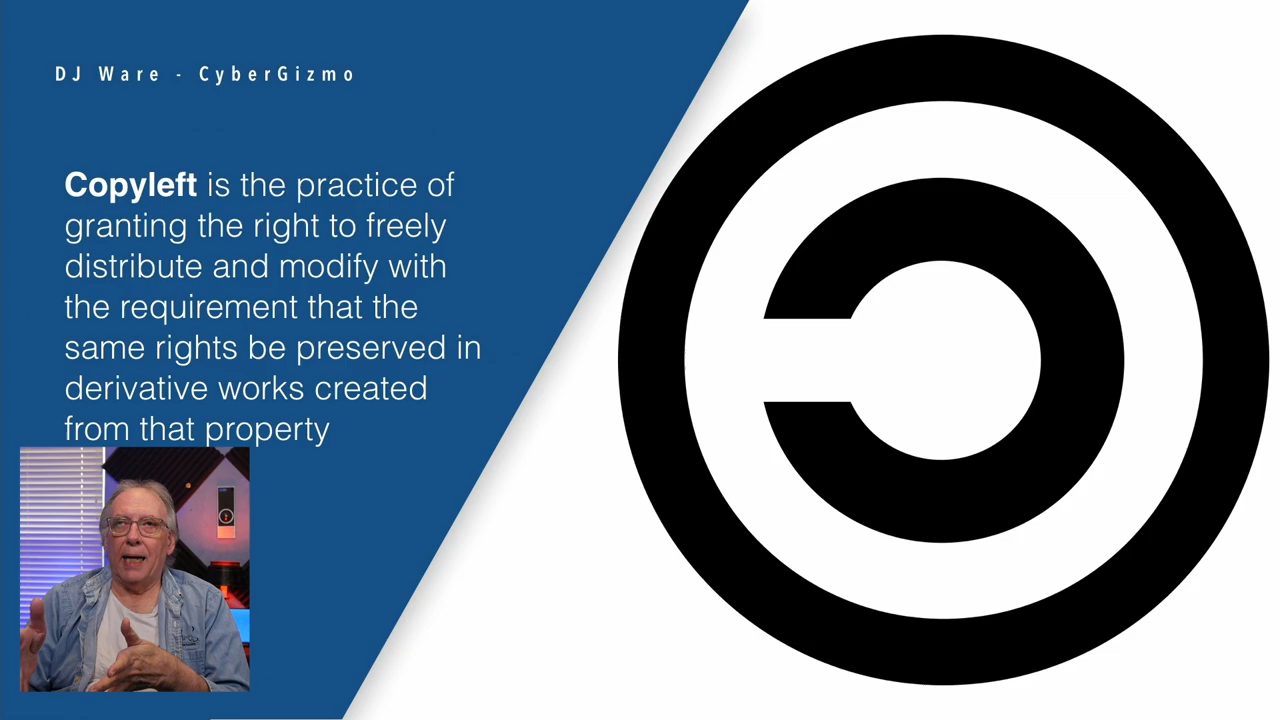 DJ Ware - CyberGizmo
Copyleft is the practice of
granting the right to freely
distribute and modify with
the requirement that the
same rights be preserved in
derivative works created
from that property